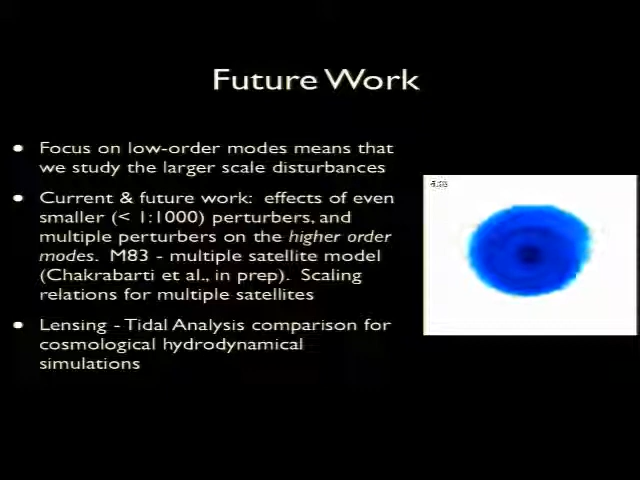 Future Work
Focus on low-order modes means that
we study the larger scale disturbances
Current & future work: effects of even
smaller (< 1:1000) perturbers, and
multiple perturbers on the higher order
modes. M83 - multiple satellite model
(Chakrabarti et al., in prep). Scaling
relations for multiple satellites
Lensing - Tidal Analysis comparison for
cosmological hydrodynamical
simulations